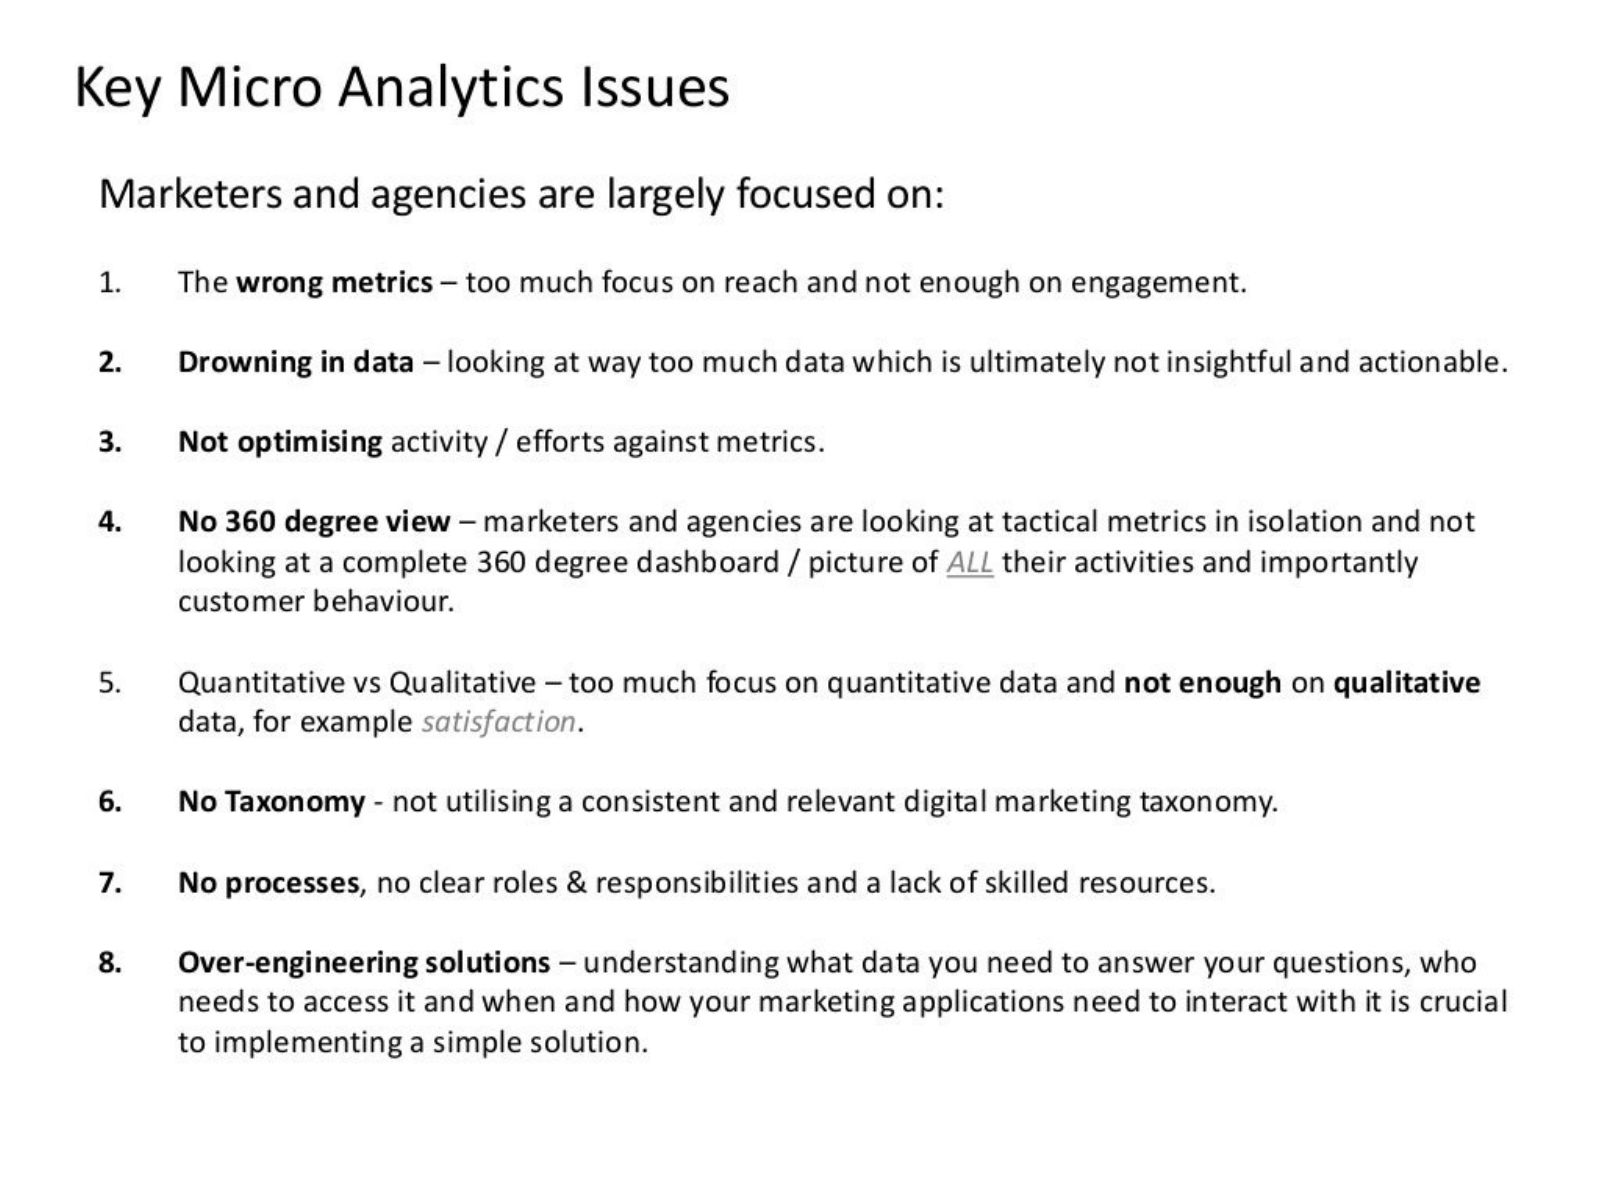 Key Micro Analytics Issues
Marketers and agencies are largely focused on:
1. The wrong metrics – too much focus on reach and not enough on engagement.
2. Drowning in data – looking at way too much data which is ultimately not insightful and actionable.
3. Not optimising activity / efforts against metrics.
4. No 360 degree view – marketers and agencies are looking at tactical metrics in isolation and not
looking at a complete 360 degree dashboard / picture of ALL their activities and importantly
customer behaviour.
5. Quantitative vs Qualitative – too much focus on quantitative data and not enough on qualitative
data, for example satisfaction.
6. No Taxonomy - not utilising a consistent and relevant digital marketing taxonomy.
7. No processes, no clear roles & responsibilities and a lack of skilled resources.
8. Over-engineering solutions – understanding what data you need to answer your questions, who
needs to access it and when and how your marketing applications need to interact with it is crucial
to implementing a simple solution.